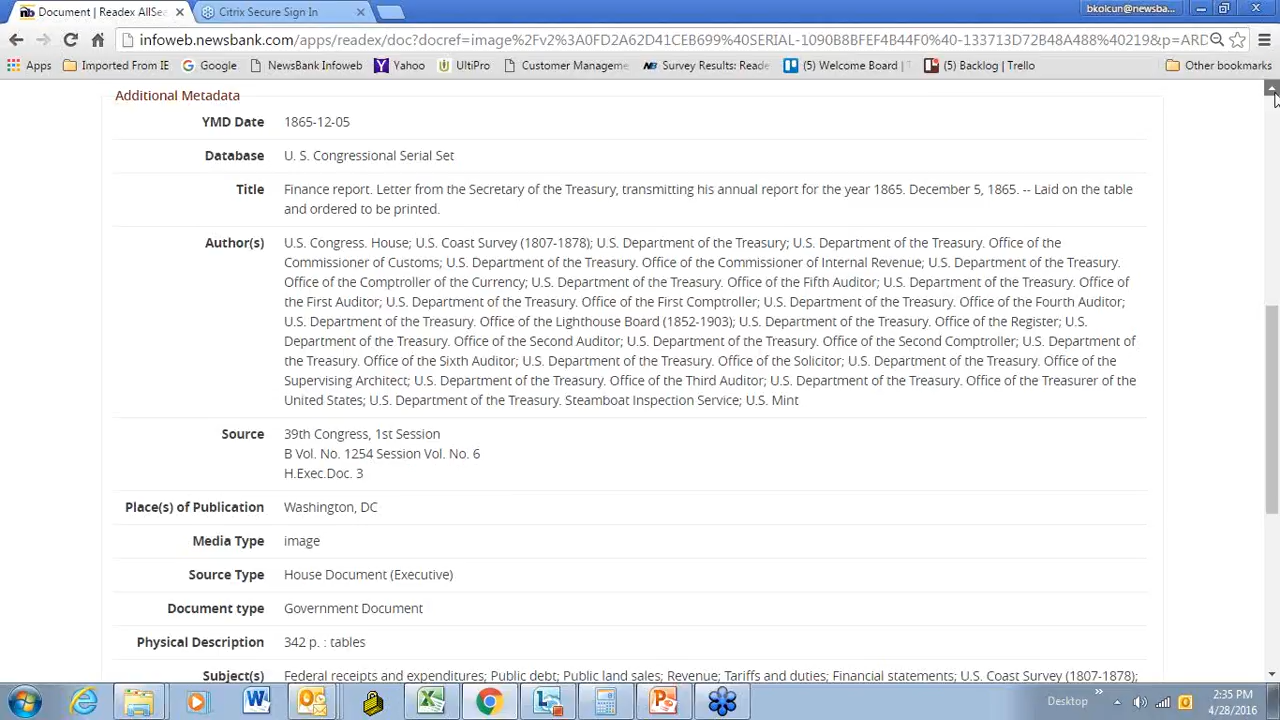 Document | Readex AllSea
Citrix Secure Sign In
bkolcun@newsba...
infoweb.newsbank.com/apps/readex/doc?docref=image%2Fv2%3A0FD2A62D41CEB699%40SERIAL-1090B8BFEF4B44F0%40-133713D72B48A488%40219&p=ARD
Apps
Imported From IE
Google
NewsBank Infoweb
Yahoo
UltiPro
Customer Manageme
Survey Results: Reade
(5) Welcome Board | T
(5) Backlog | Trello
Other bookmarks
Additional Metadata
YMD Date 1865-12-05
Database U. S. Congressional Serial Set
Title Finance report. Letter from the Secretary of the Treasury, transmitting his annual report for the year 1865. December 5, 1865. -- Laid on the table
and ordered to be printed.
Author(s) U.S. Congress. House; U.S. Coast Survey (1807-1878); U.S. Department of the Treasury; U.S. Department of the Treasury. Office of the
Commissioner of Customs; U.S. Department of the Treasury. Office of the Commissioner of Internal Revenue; U.S. Department of the Treasury.
Office of the Comptroller of the Currency; U.S. Department of the Treasury. Office of the Fifth Auditor; U.S. Department of the Treasury. Office of
the First Auditor; U.S. Department of the Treasury. Office of the First Comptroller; U.S. Department of the Treasury. Office of the Fourth Auditor;
U.S. Department of the Treasury. Office of the Lighthouse Board (1852-1903); U.S. Department of the Treasury. Office of the Register; U.S.
Department of the Treasury. Office of the Second Auditor; U.S. Department of the Treasury. Office of the Second Comptroller; U.S. Department of
the Treasury. Office of the Sixth Auditor; U.S. Department of the Treasury. Office of the Solicitor; U.S. Department of the Treasury. Office of the
Supervising Architect; U.S. Department of the Treasury. Office of the Third Auditor; U.S. Department of the Treasury. Office of the Treasurer of the
United States; U.S. Department of the Treasury. Steamboat Inspection Service; U.S. Mint
Source 39th Congress, 1st Session
B Vol. No. 1254 Session Vol. No. 6
H.Exec.Doc. 3
Place(s) of Publication Washington, DC
Media Type image
Source Type House Document (Executive)
Document type Government Document
Physical Description 342 p. : tables
Subject(s) Federal receipts and expenditures; Public debt; Public land sales; Revenue; Tariffs and duties; Financial statements; U.S. Coast Survey (1807-1878);
Desktop
2:35 PM
4/28/2016